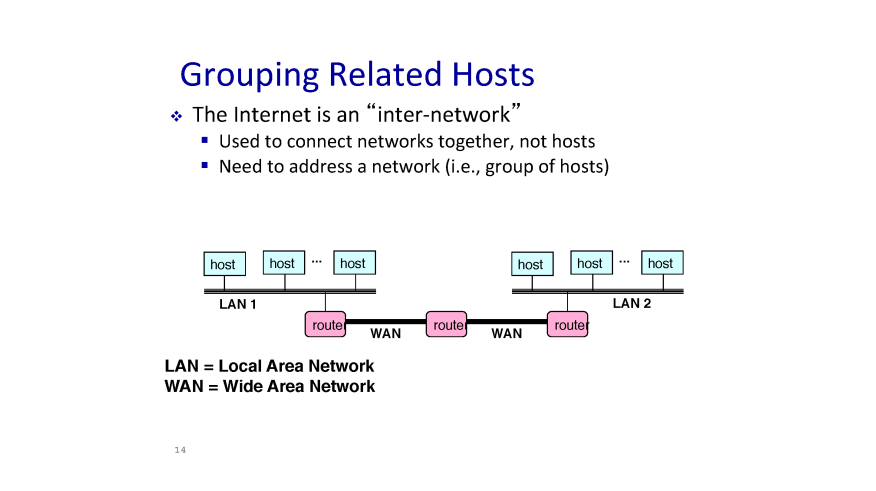 Grouping Related Hosts
❖ The Internet is an “inter-network”
▪ Used to connect networks together, not hosts
▪ Need to address a network (i.e., group of hosts)
host host ... host host host ... host
LAN 1 LAN 2
router WAN router WAN router
LAN = Local Area Network
WAN = Wide Area Network
14